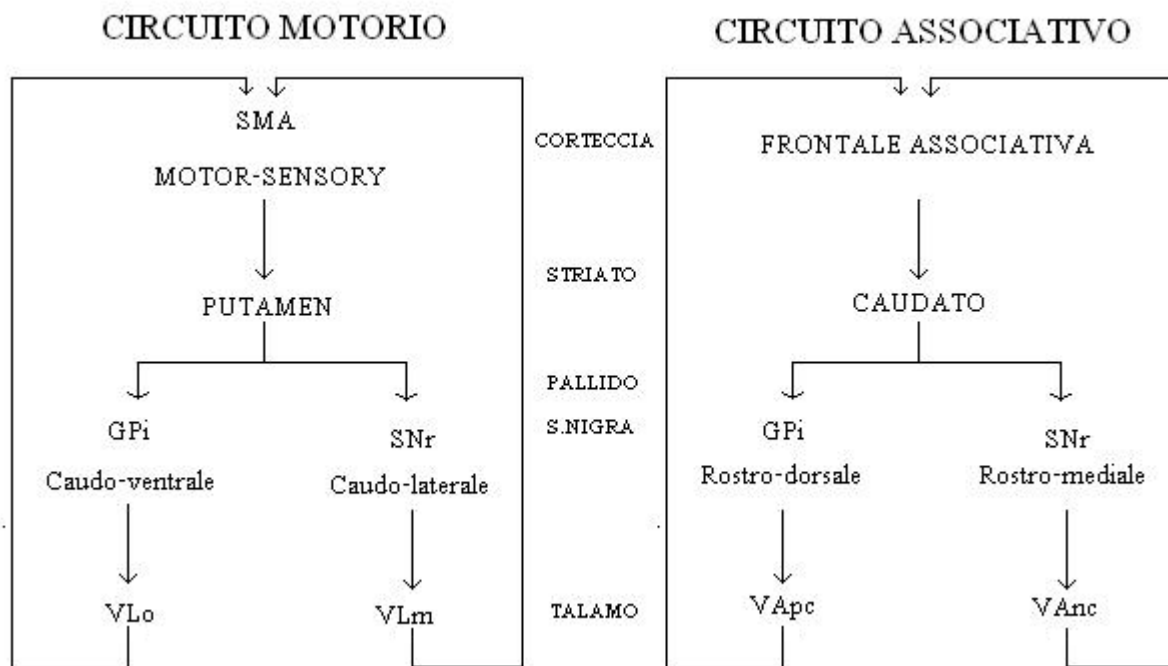 CIRCUITO MOTORIO
SMA
MOTOR-SENSORY
PUTAMEN
GPi
Caudo-ventrale
SNr
Caudo-laterale
VLo
VLm
CORTECCIA
STRIATO
PALLIDO
S.NIGRA
TALAMO
CIRCUITO ASSOCIATIVO
FRONTALE ASSOCIATIVA
CAUDATO
GPi
Rostro-dorsale
SNr
Rostro-mediale
VApc
VAnc